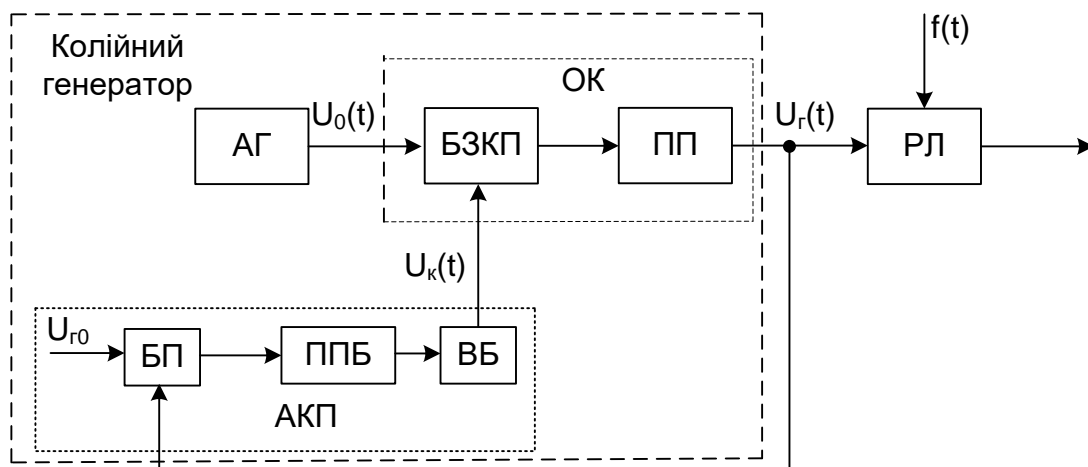 Колійний
генератор
f(t)
ОК
U₀(t)
Uг(t)
АГ
БЗКП
ПП
РЛ
Uк(t)
Uг0
БП
ППБ
ВБ
АКП